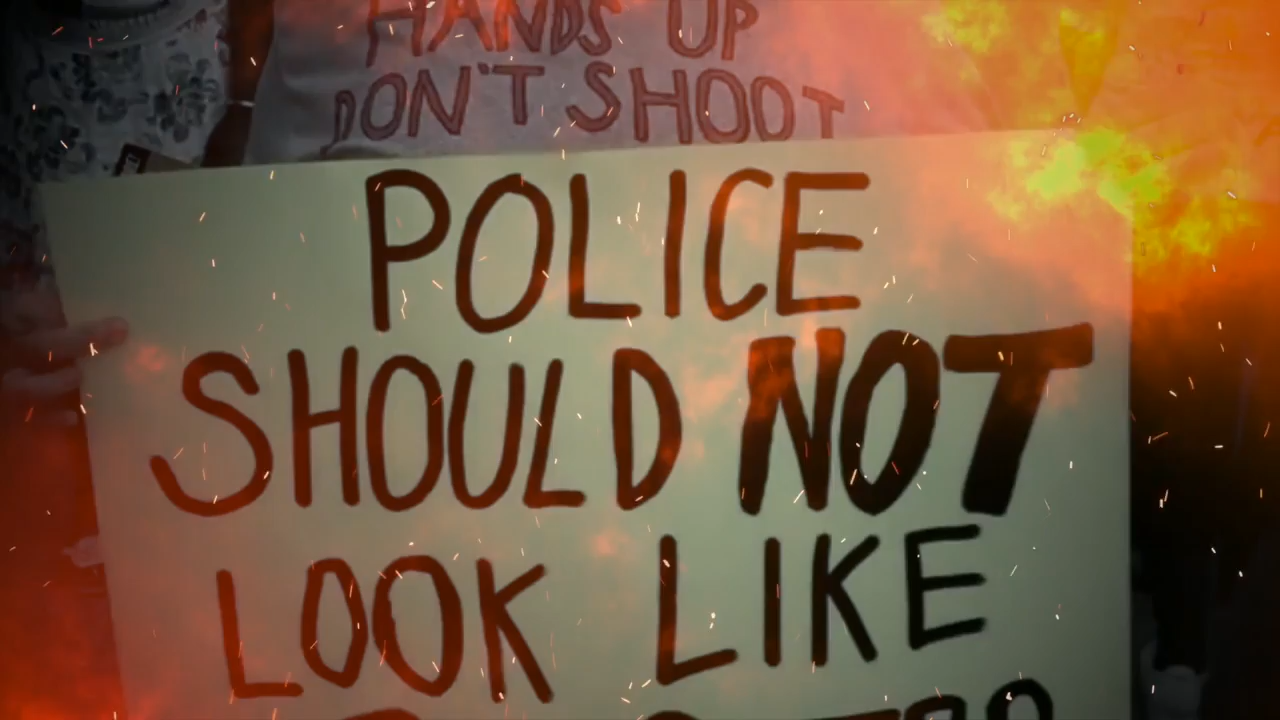 HANDS UP
DON'T SHOOT
POLICE
SHOULD NOT
LOOK LIKE